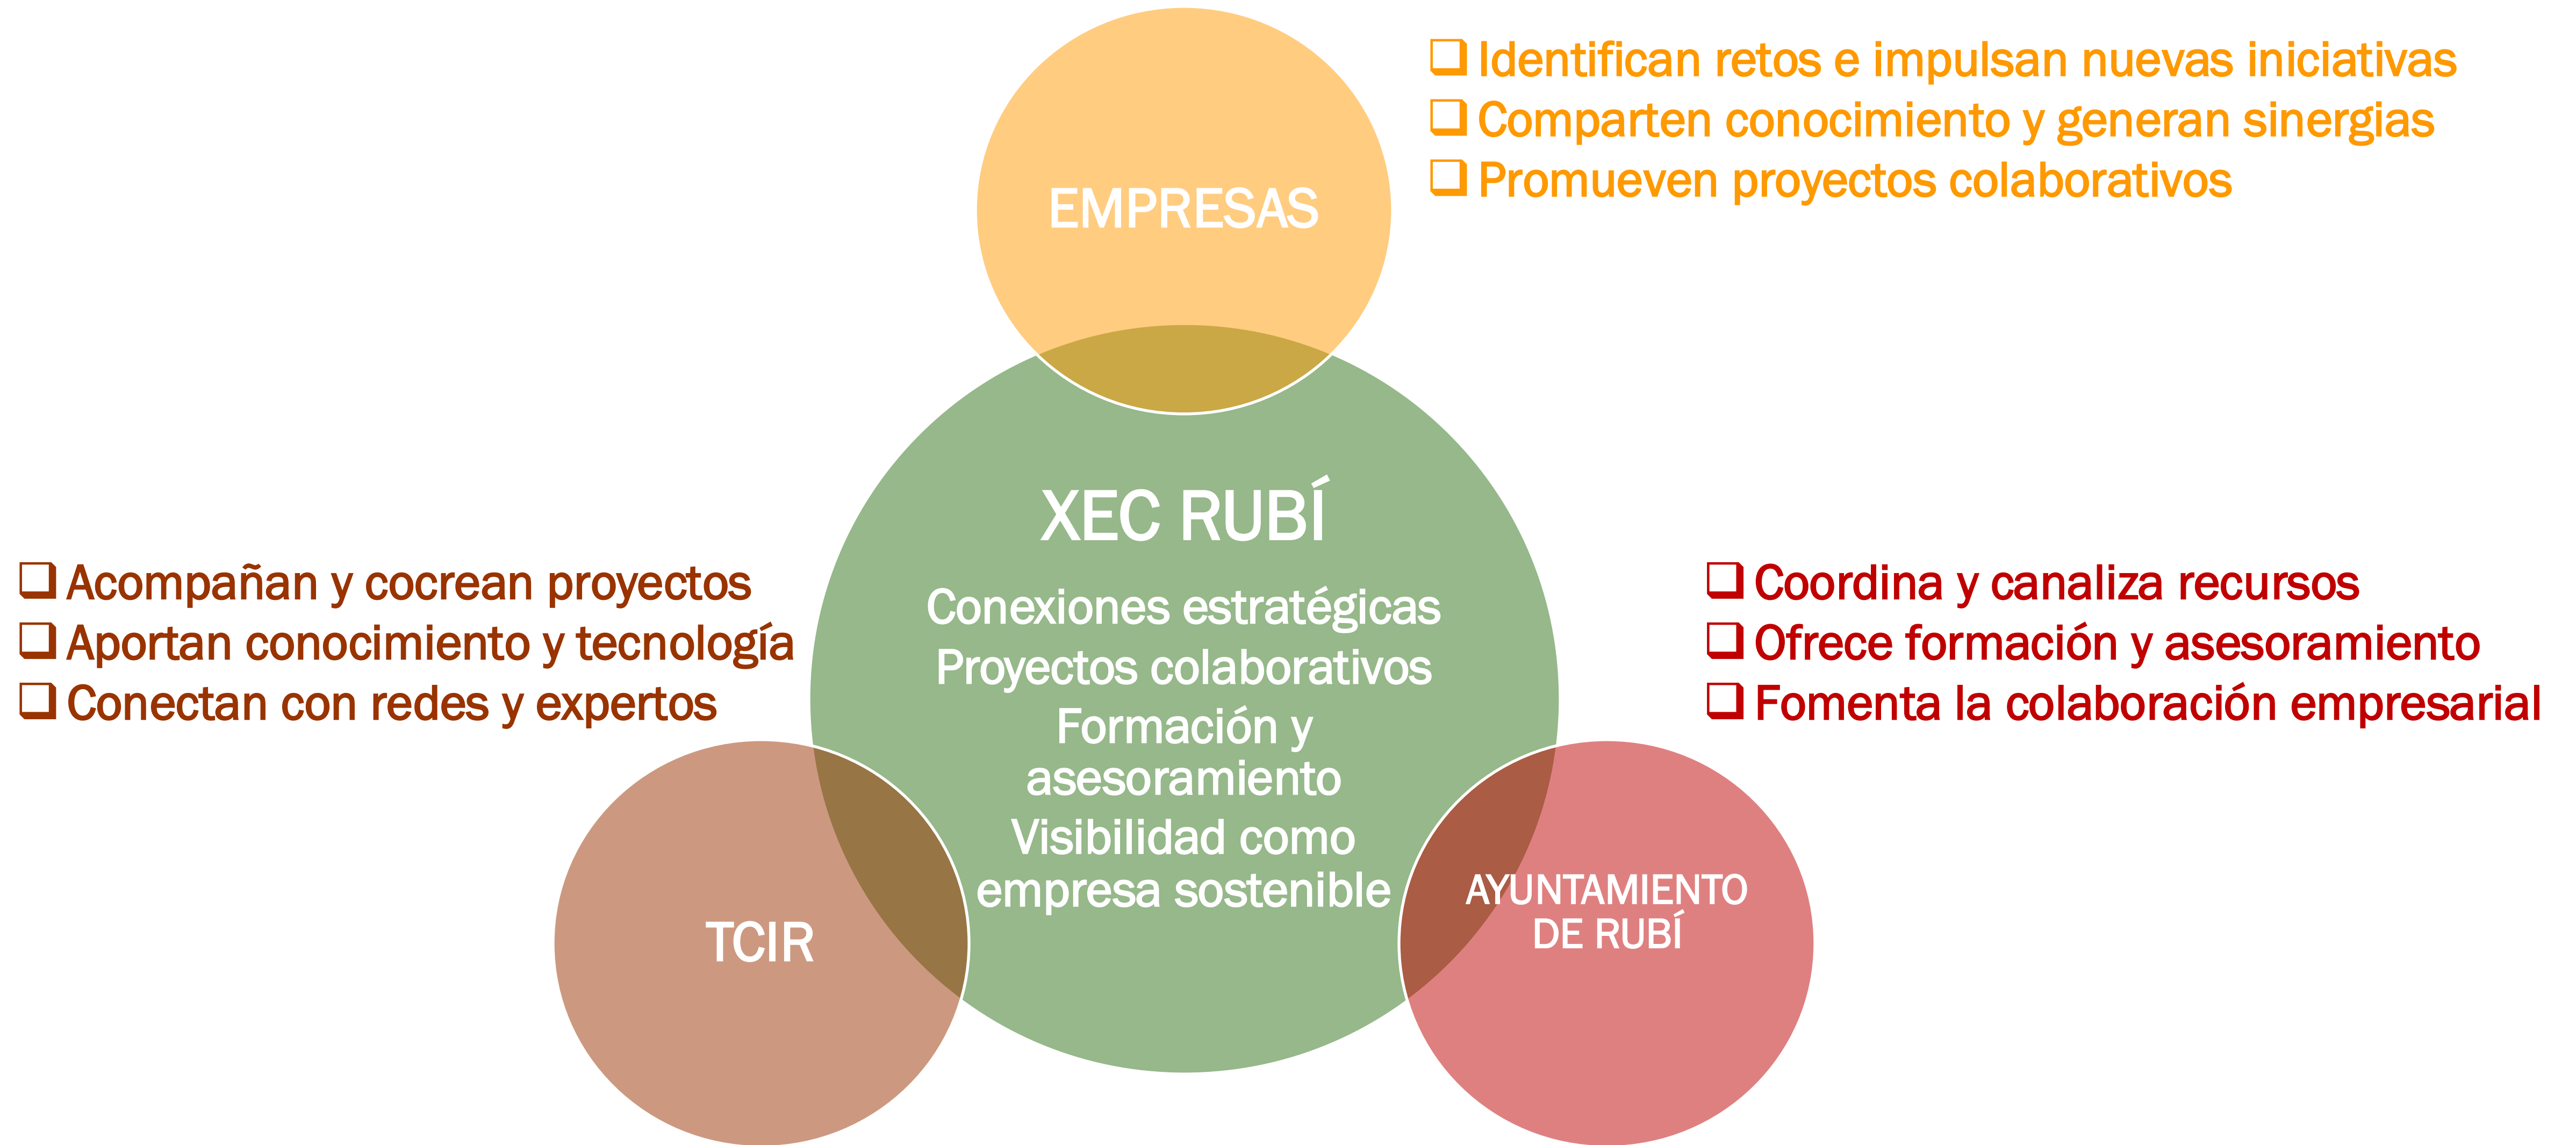 EMPRESAS
Identifican retos e impulsan nuevas iniciativas
Comparten conocimiento y generan sinergias
Promueven proyectos colaborativos
XEC RUBÍ
Conexiones estratégicas
Proyectos colaborativos
Formación y
asesoramiento
Visibilidad como
empresa sostenible
Acompañan y cocrean proyectos
Aportan conocimiento y tecnología
Conectan con redes y expertos
TCIR
Coordina y canaliza recursos
Ofrece formación y asesoramiento
Fomenta la colaboración empresarial
AYUNTAMIENTO
DE RUBÍ